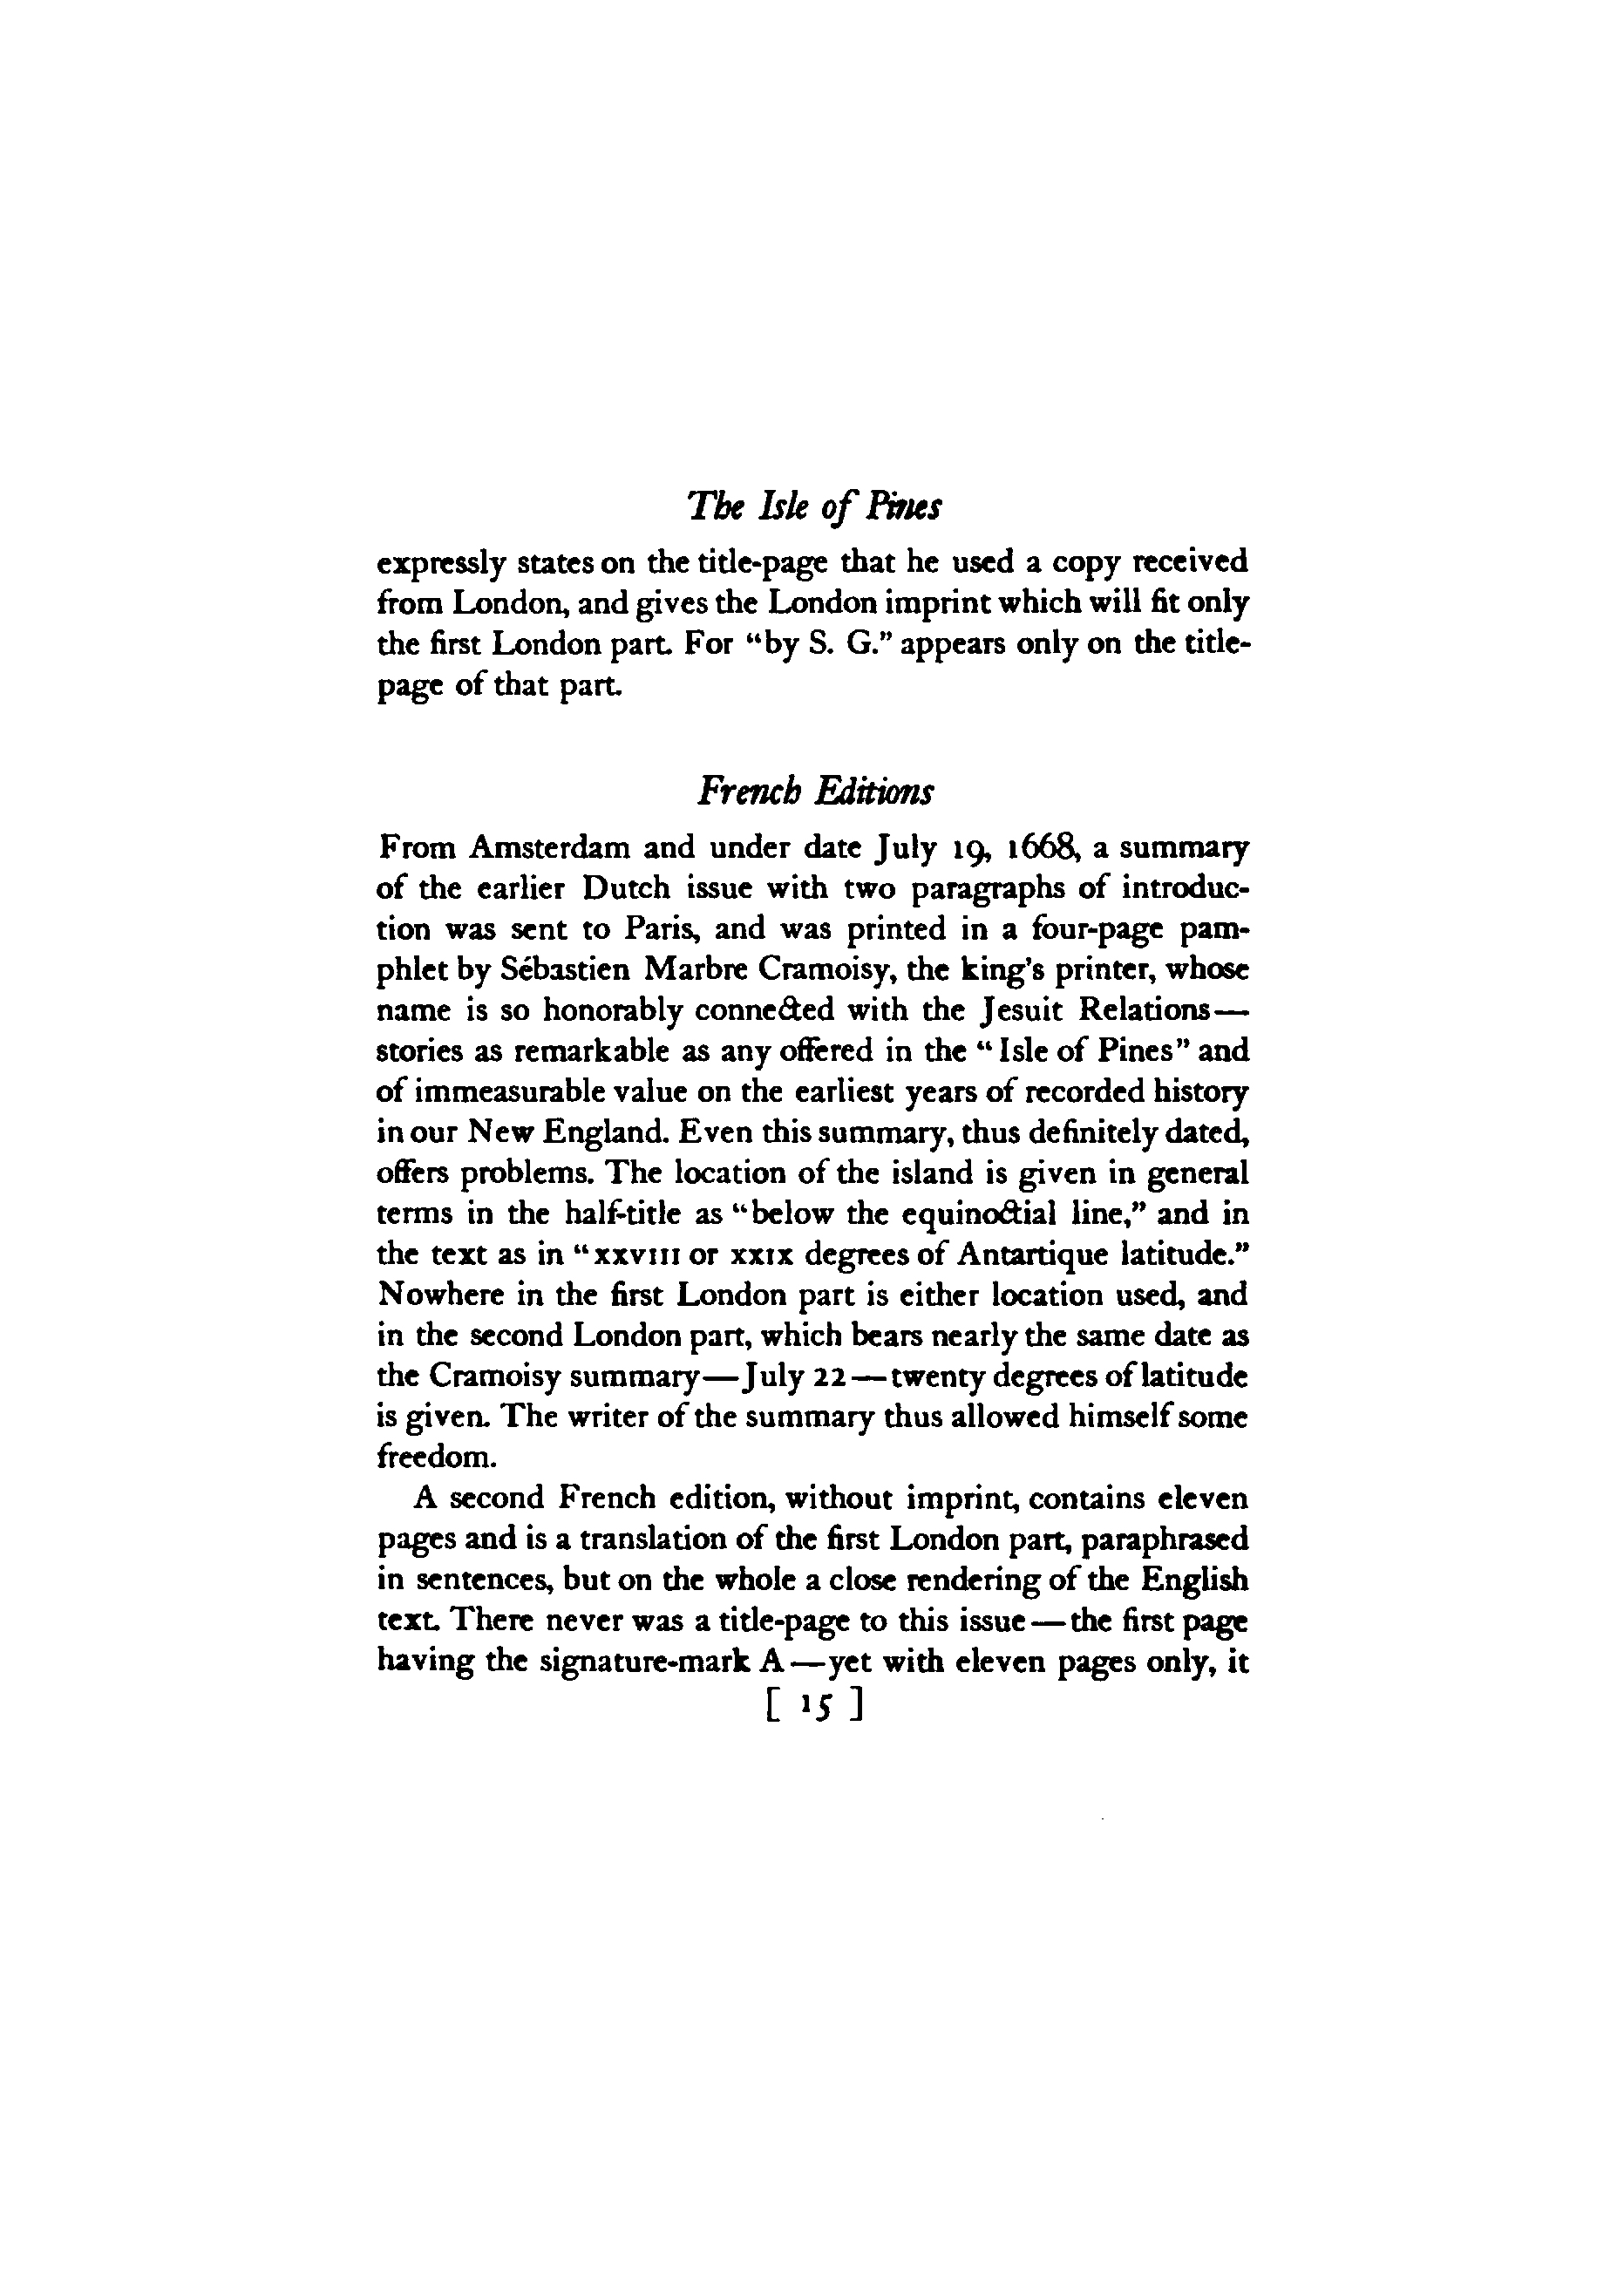 The Isle of Pines
expressly states on the title-page that he used a copy received
from London, and gives the London imprint which will fit only
the first London part. For “by S. G.” appears only on the title-
page of that part.
French Editions
From Amsterdam and under date July 19, 1668, a summary
of the earlier Dutch issue with two paragraphs of introduc-
tion was sent to Paris, and was printed in a four-page pam-
phlet by Sébastien Marbre Cramoisy, the king’s printer, whose
name is so honorably connected with the Jesuit Relations—
stories as remarkable as any offered in the “Isle of Pines” and
of immeasurable value on the earliest years of recorded history
in our New England. Even this summary, thus definitely dated,
offers problems. The location of the island is given in general
terms in the half-title as “below the equinoctial line,” and in
the text as in “xxviii or xxix degrees of Antartique latitude.”
Nowhere in the first London part is either location used, and
in the second London part, which bears nearly the same date as
the Cramoisy summary—July 22—twenty degrees of latitude
is given. The writer of the summary thus allowed himself some
freedom.
A second French edition, without imprint, contains eleven
pages and is a translation of the first London part, paraphrased
in sentences, but on the whole a close rendering of the English
text. There never was a title-page to this issue—the first page
having the signature-mark A—yet with eleven pages only, it
[ 15 ]